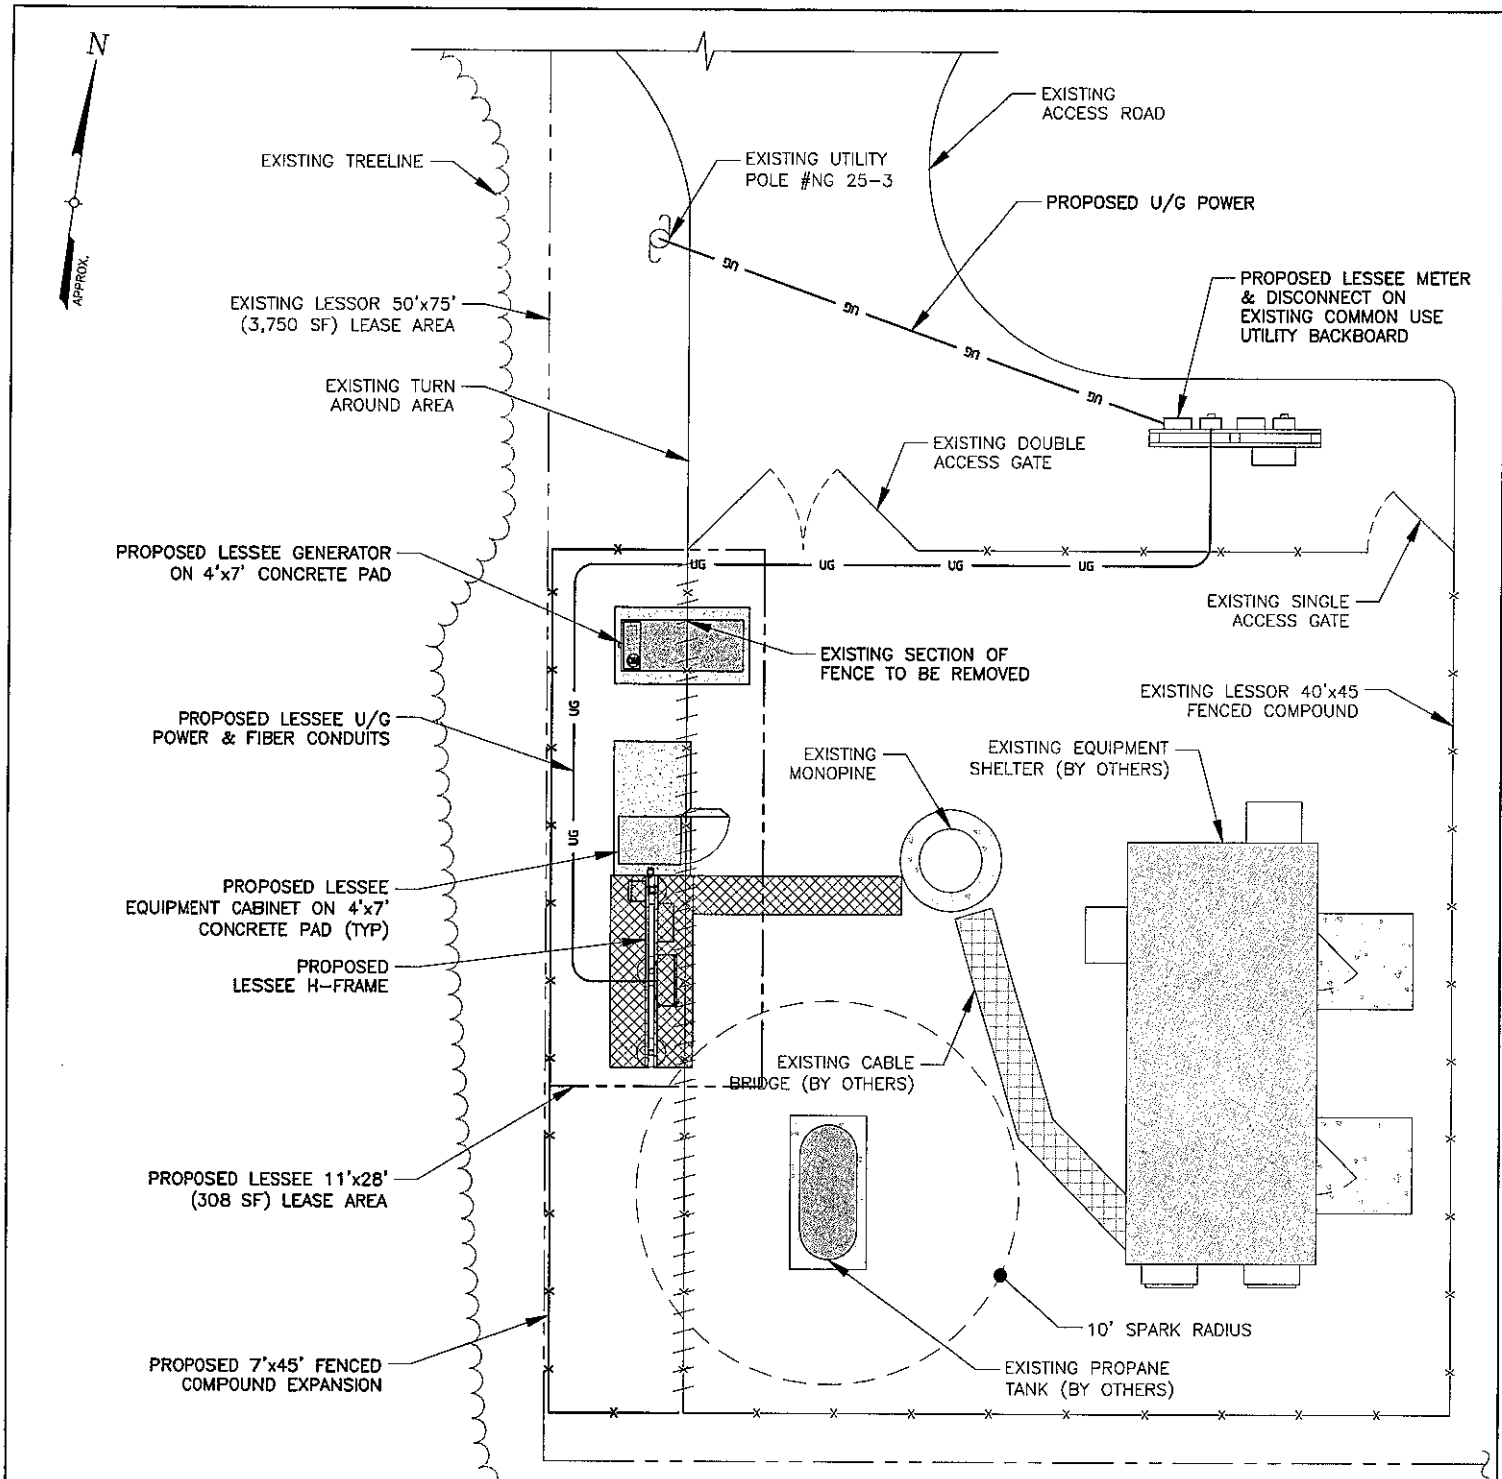 N
APPROX.
EXISTING TREELINE
EXISTING UTILITY
POLE #NG 25-3
EXISTING
ACCESS ROAD
PROPOSED U/G POWER
EXISTING LESSOR 50'x75'
(3,750 SF) LEASE AREA
PROPOSED LESSEE METER
& DISCONNECT ON
EXISTING COMMON USE
UTILITY BACKBOARD
UG
UG
UG
UG
EXISTING TURN
AROUND AREA
EXISTING DOUBLE
ACCESS GATE
PROPOSED LESSEE GENERATOR
ON 4'x7' CONCRETE PAD
UG
UG
UG
UG
EXISTING SINGLE
ACCESS GATE
EXISTING SECTION OF
FENCE TO BE REMOVED
EXISTING LESSOR 40'x45
FENCED COMPOUND
PROPOSED LESSEE U/G
POWER & FIBER CONDUITS
UG
UG
EXISTING
MONOPINE
EXISTING EQUIPMENT
SHELTER (BY OTHERS)
PROPOSED LESSEE
EQUIPMENT CABINET ON 4'x7'
CONCRETE PAD (TYP)
PROPOSED
LESSEE H-FRAME
EXISTING CABLE
BRIDGE (BY OTHERS)
PROPOSED LESSEE 11'x28'
(308 SF) LEASE AREA
10' SPARK RADIUS
PROPOSED 7'x45' FENCED
COMPOUND EXPANSION
EXISTING PROPANE
TANK (BY OTHERS)